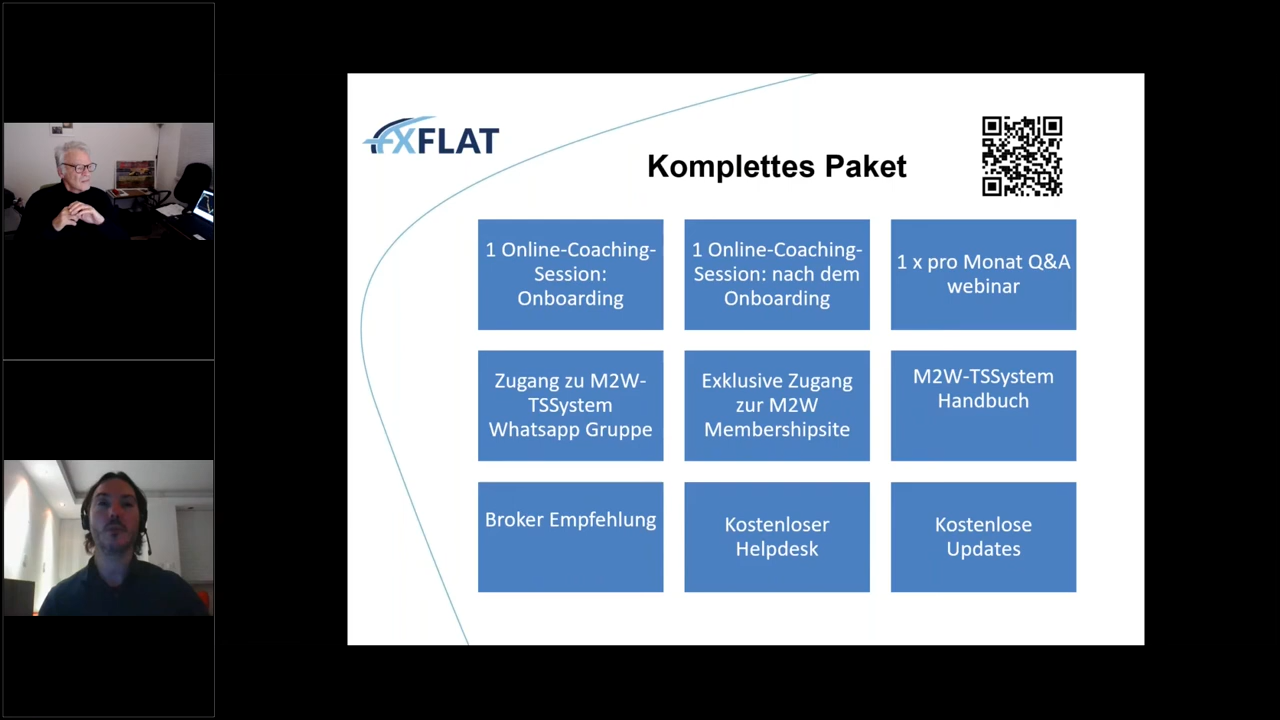 FXFLAT
Komplettes Paket
1 Online-Coaching-
Session:
Onboarding
1 Online-Coaching-
Session: nach dem
Onboarding
1 x pro Monat Q&A
webinar
Zugang zu M2W-
TSSystem
Whatsapp Gruppe
Exklusive Zugang
zur M2W
Membershipsite
M2W-TSSystem
Handbuch
Broker Empfehlung
Kostenloser
Helpdesk
Kostenlose
Updates